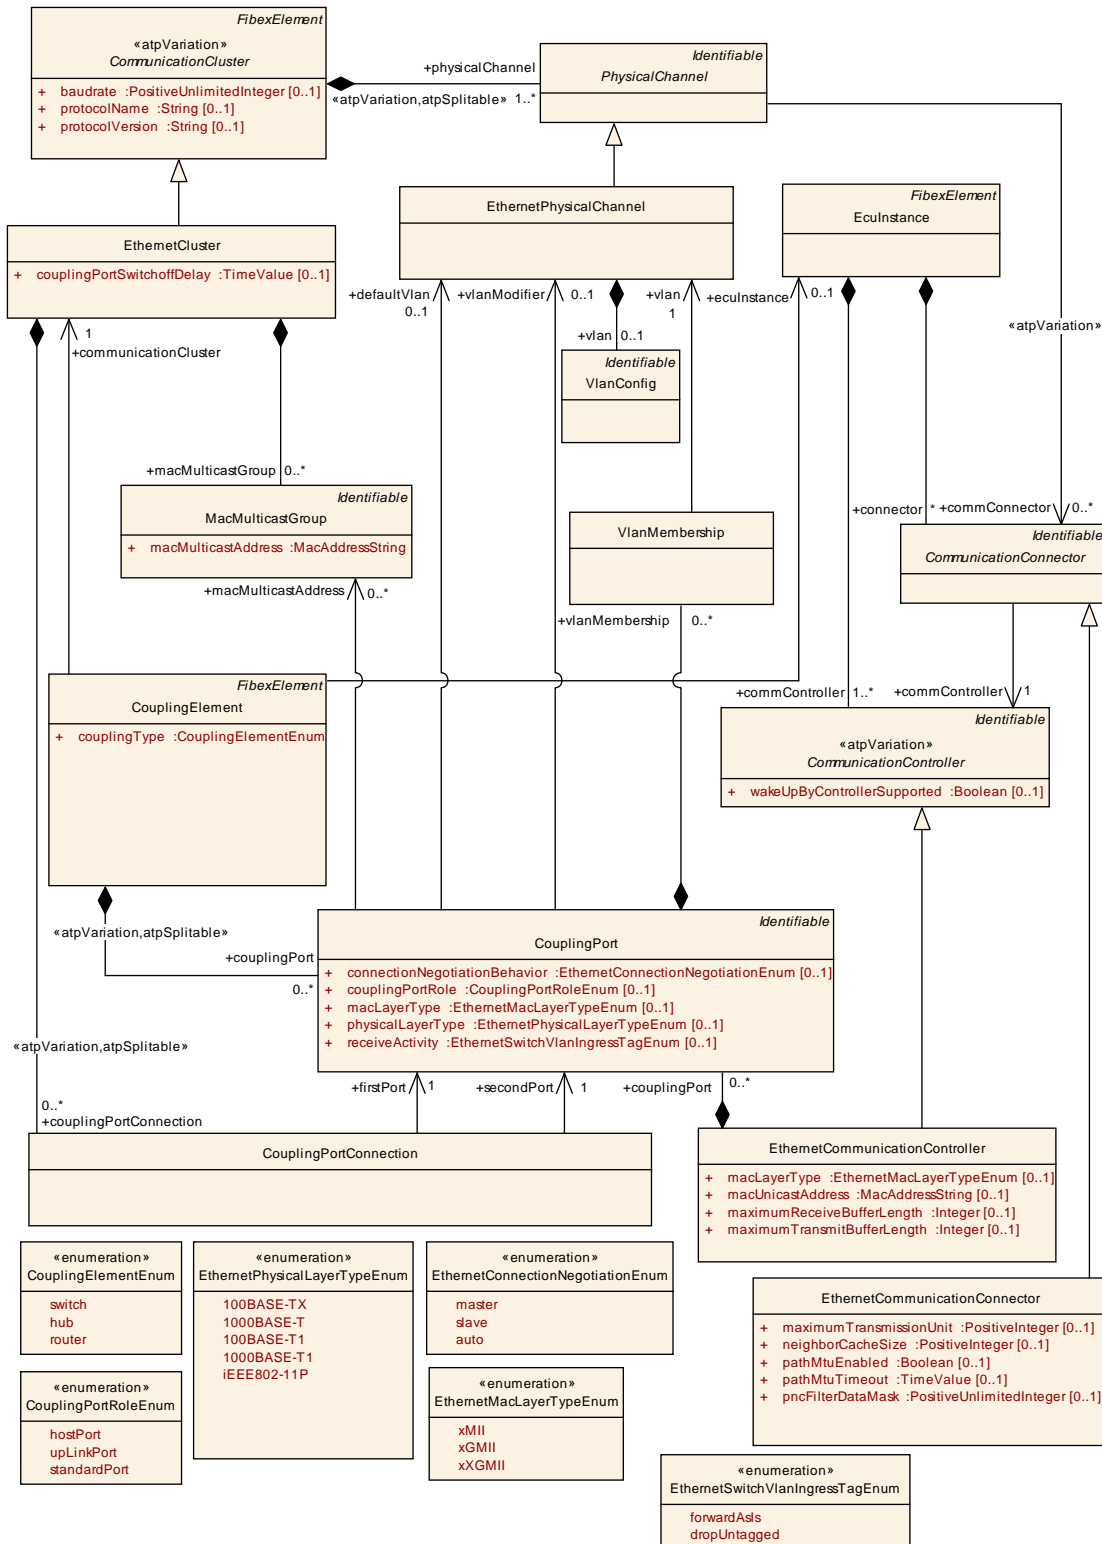 FibexElement
«atpVariation»
CommunicationCluster
+ baudrate :PositiveUnlimitedInteger [0..1]
+ protocolName :String [0..1]
+ protocolVersion :String [0..1]
+physicalChannel
«atpVariation,atpSplitable» 1..*
Identifiable
PhysicalChannel
EthernetPhysicalChannel
FibexElement
EcuInstance
EthernetCluster
+ couplingPortSwitchoffDelay :TimeValue [0..1]
+defaultVlan
0..1
+vlanModifier 0..1
+vlan
1
+ecuInstance 0..1
«atpVariation»
1
+communicationCluster
+vlan 0..1
Identifiable
VlanConfig
+macMulticastGroup 0..*
Identifiable
MacMulticastGroup
+ macMulticastAddress :MacAddressString
+macMulticastAddress 0..*
VlanMembership
+vlanMembership 0..*
+connector *
+commConnector 0..*
Identifiable
CommunicationConnector
FibexElement
CouplingElement
+ couplingType :CouplingElementEnum
+commController 1..*
+commController 1
Identifiable
«atpVariation»
CommunicationController
+ wakeUpByControllerSupported :Boolean [0..1]
«atpVariation,atpSplitable»
+couplingPort
0..*
Identifiable
CouplingPort
+ connectionNegotiationBehavior :EthernetConnectionNegotiationEnum [0..1]
+ couplingPortRole :CouplingPortRoleEnum [0..1]
+ macLayerType :EthernetMacLayerTypeEnum [0..1]
+ physicalLayerType :EthernetPhysicalLayerTypeEnum [0..1]
+ receiveActivity :EthernetSwitchVlanIngressTagEnum [0..1]
«atpVariation,atpSplitable»
0..*
+couplingPortConnection
+firstPort 1
+secondPort 1
+couplingPort 0..*
CouplingPortConnection
EthernetCommunicationController
+ macLayerType :EthernetMacLayerTypeEnum [0..1]
+ macUnicastAddress :MacAddressString [0..1]
+ maximumReceiveBufferLength :Integer [0..1]
+ maximumTransmitBufferLength :Integer [0..1]
«enumeration»
CouplingElementEnum
switch
hub
router
«enumeration»
EthernetPhysicalLayerTypeEnum
100BASE-TX
1000BASE-T
100BASE-T1
1000BASE-T1
iEEE802-11P
«enumeration»
EthernetConnectionNegotiationEnum
master
slave
auto
EthernetCommunicationConnector
+ maximumTransmissionUnit :PositiveInteger [0..1]
+ neighborCacheSize :PositiveInteger [0..1]
+ pathMtuEnabled :Boolean [0..1]
+ pathMtuTimeout :TimeValue [0..1]
+ pncFilterDataMask :PositiveUnlimitedInteger [0..1]
«enumeration»
CouplingPortRoleEnum
hostPort
upLinkPort
standardPort
«enumeration»
EthernetMacLayerTypeEnum
xMII
xGMII
xXGMII
«enumeration»
EthernetSwitchVlanIngressTagEnum
forwardAsIs
dropUntagged